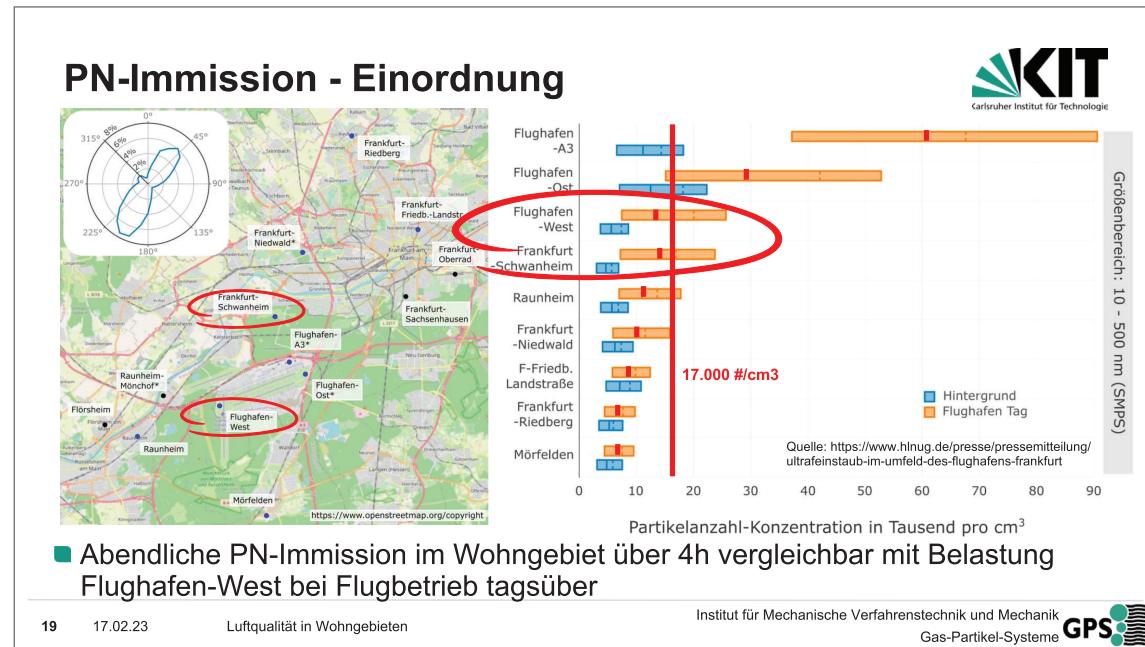 PN-Immission - Einordnung
KIT
Karlsruher Institut für Technologie
0°
45°
90°
135°
180°
225°
270°
315°
8%
6%
4%
2%
Frankfurt-
Riedberg
Frankfurt-
Friedb.-Landstr.
Frankfurt-
Niedwald*
Frankfurt-
Oberrad
Frankfurt-
Schwanheim
Frankfurt-
Sachsenhausen
Flughafen-
A3*
Raunheim-
Mönchof*
Flughafen-
Ost*
Flörsheim
Flughafen-
West
Raunheim
Mörfelden
https://www.openstreetmap.org/copyright
Flughafen
-A3
Flughafen
-Ost
Flughafen
-West
Frankfurt
-Schwanheim
Raunheim
Frankfurt
-Niedwald
F-Friedb.
Landstraße
Frankfurt
-Riedberg
Mörfelden
17.000 #/cm3
Hintergrund
Flughafen Tag
Quelle: https://www.hlnug.de/presse/pressemitteilung/
ultrafeinstaub-im-umfeld-des-flughafens-frankfurt
0 10 20 30 40 50 60 70 80 90
Partikelanzahl-Konzentration in Tausend pro cm³
Größenbereich: 10 - 500 nm (SMPS)
Abendliche PN-Immission im Wohngebiet über 4h vergleichbar mit Belastung
Flughafen-West bei Flugbetrieb tagsüber
19 17.02.23 Luftqualität in Wohngebieten
Institut für Mechanische Verfahrenstechnik und Mechanik
Gas-Partikel-Systeme
GPS